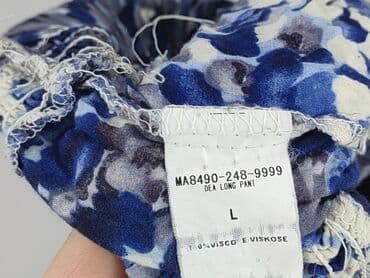 MA8490-248-9999
DEA LONG PANT
L
VISCO E/VISKOSE